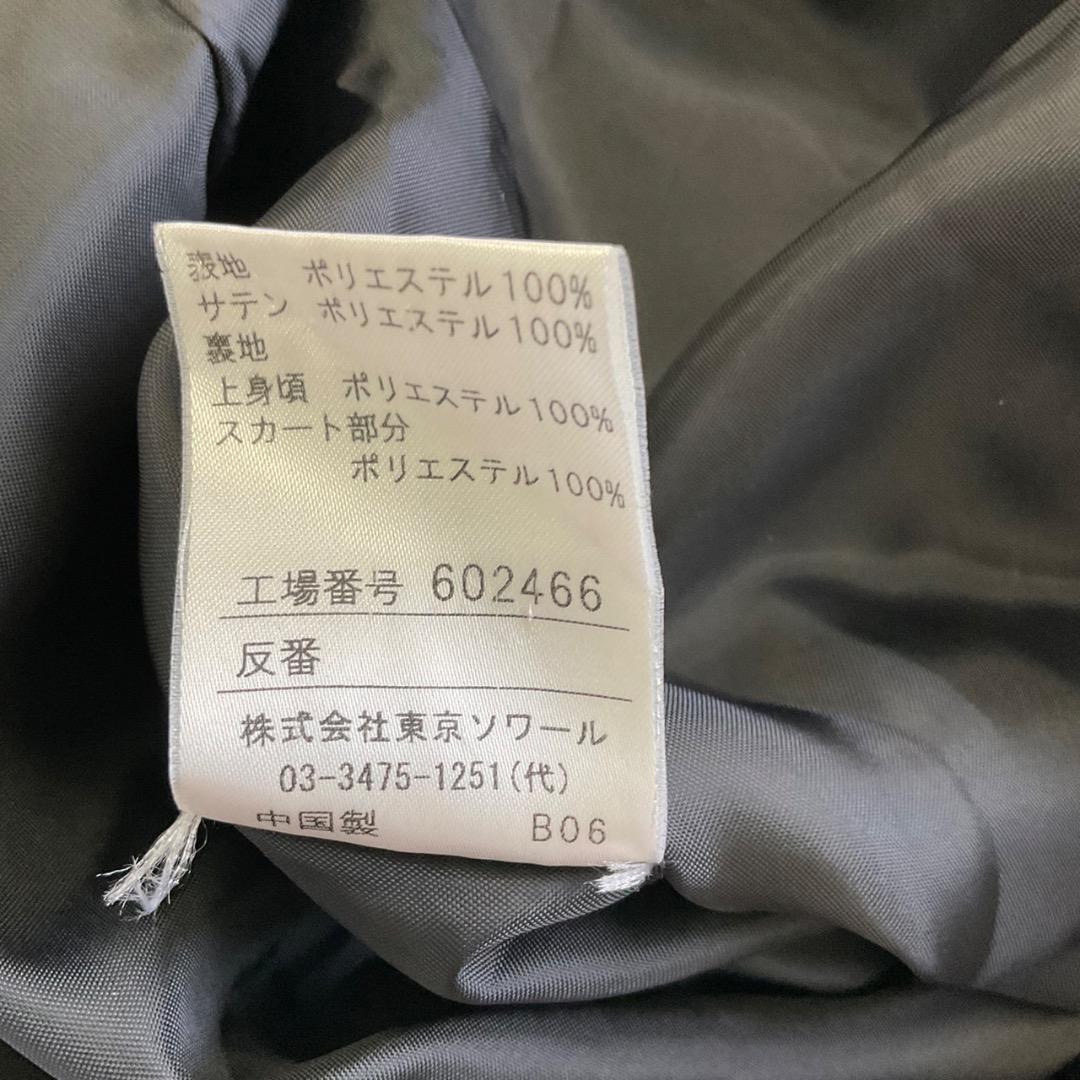 表地 ポリエステル100%
サテン ポリエステル100%
裏地
上身頃 ポリエステル100%
スカート部分
ポリエステル100%
工場番号 602466
反番
株式会社東京ソワール
03-3475-1251(代)
中国製 B06